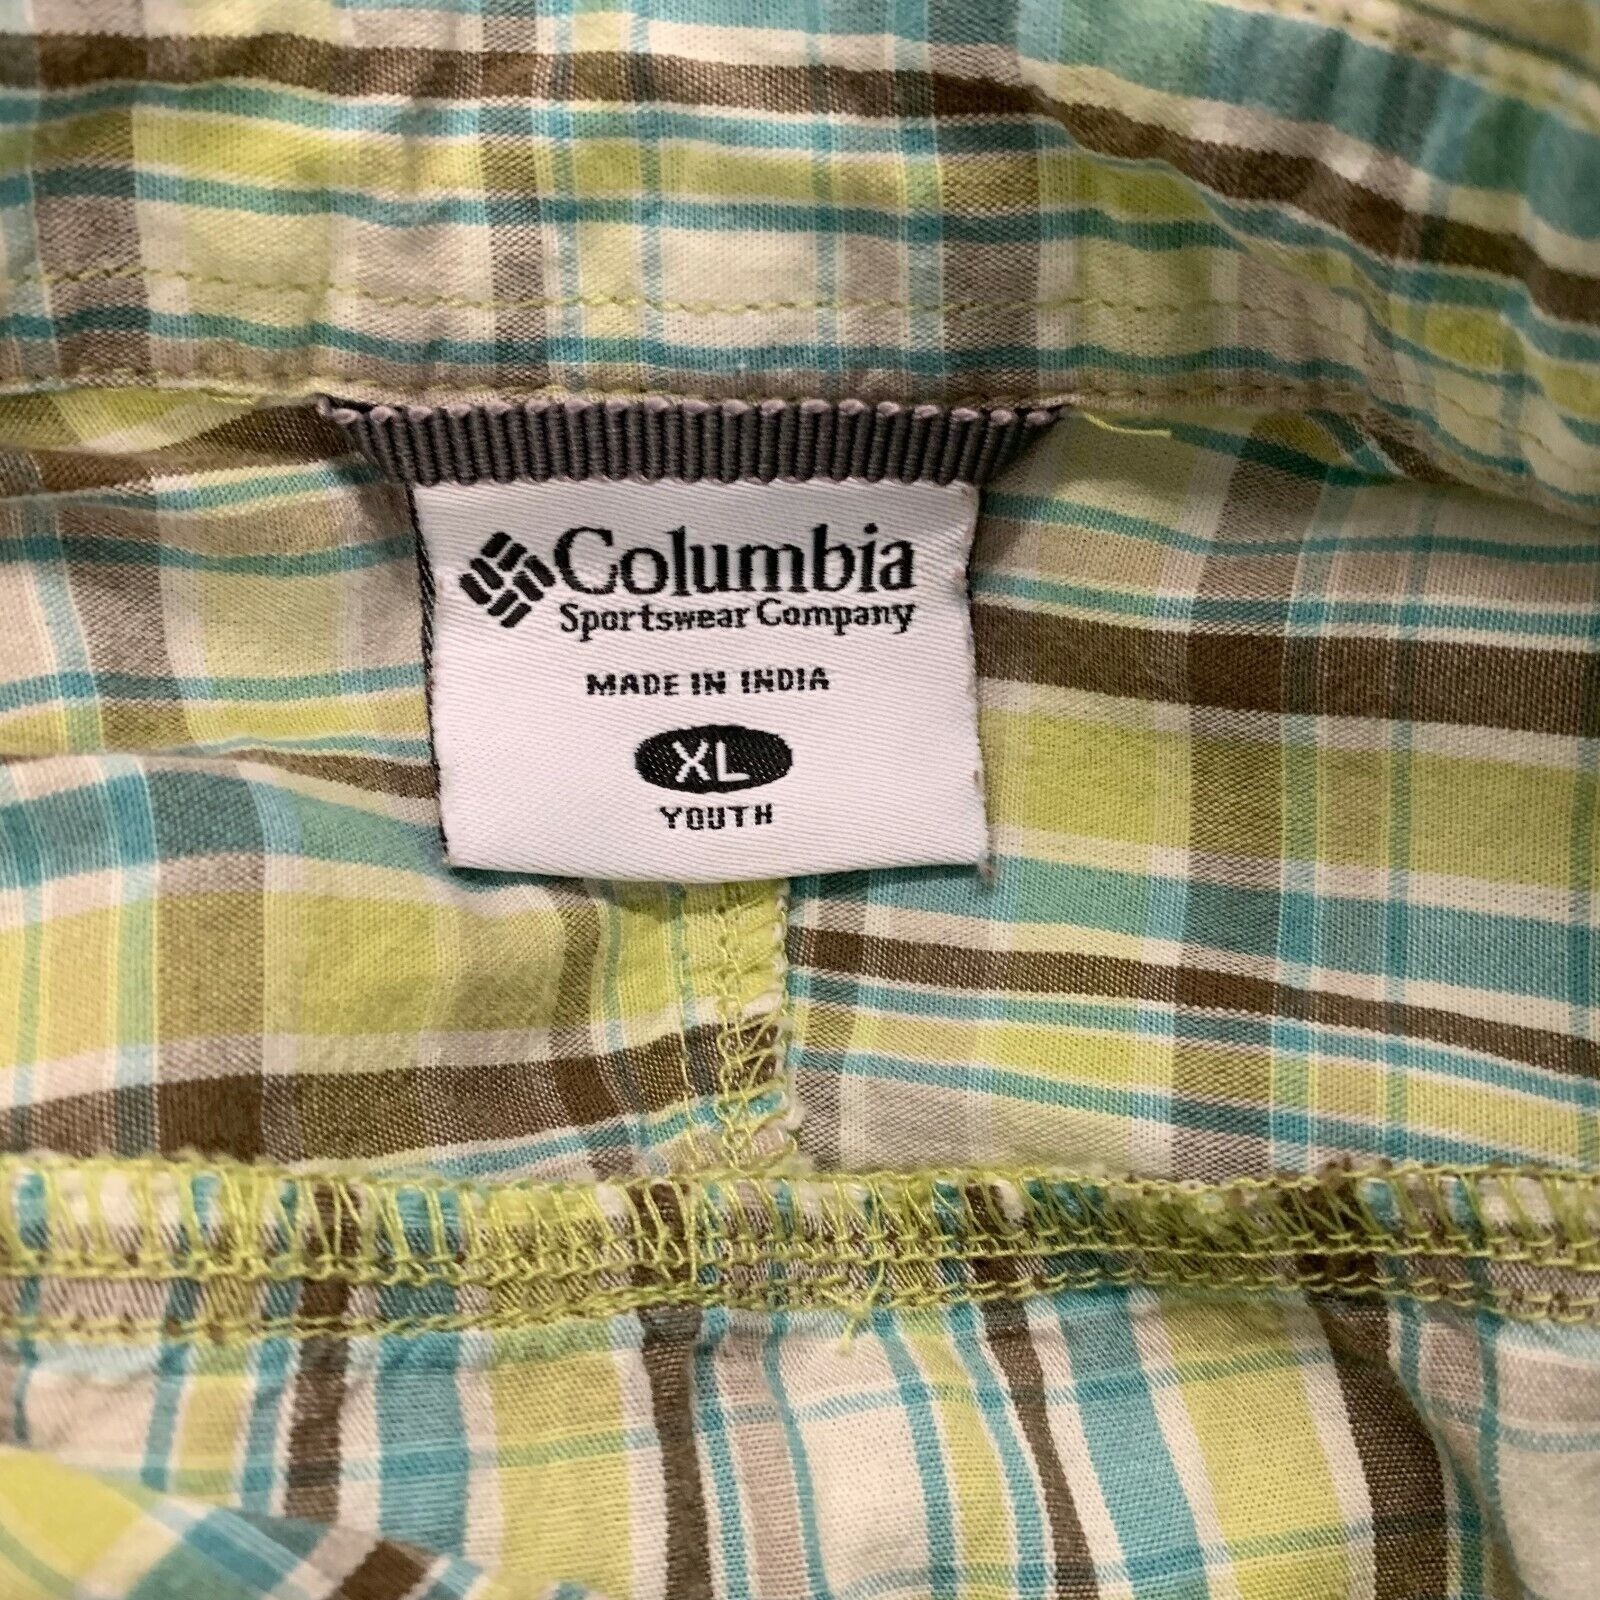 Columbia
Sportswear Company
MADE IN INDIA
XL
YOUTH